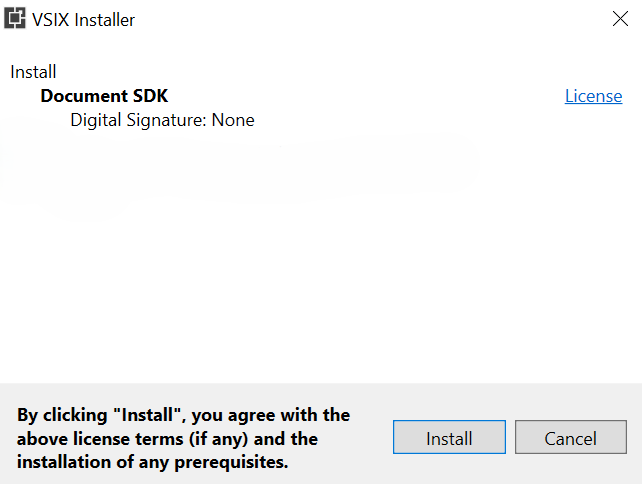 VSIX Installer
Install
Document SDK
License
Digital Signature: None
By clicking "Install", you agree with the
above license terms (if any) and the
installation of any prerequisites.
Install
Cancel